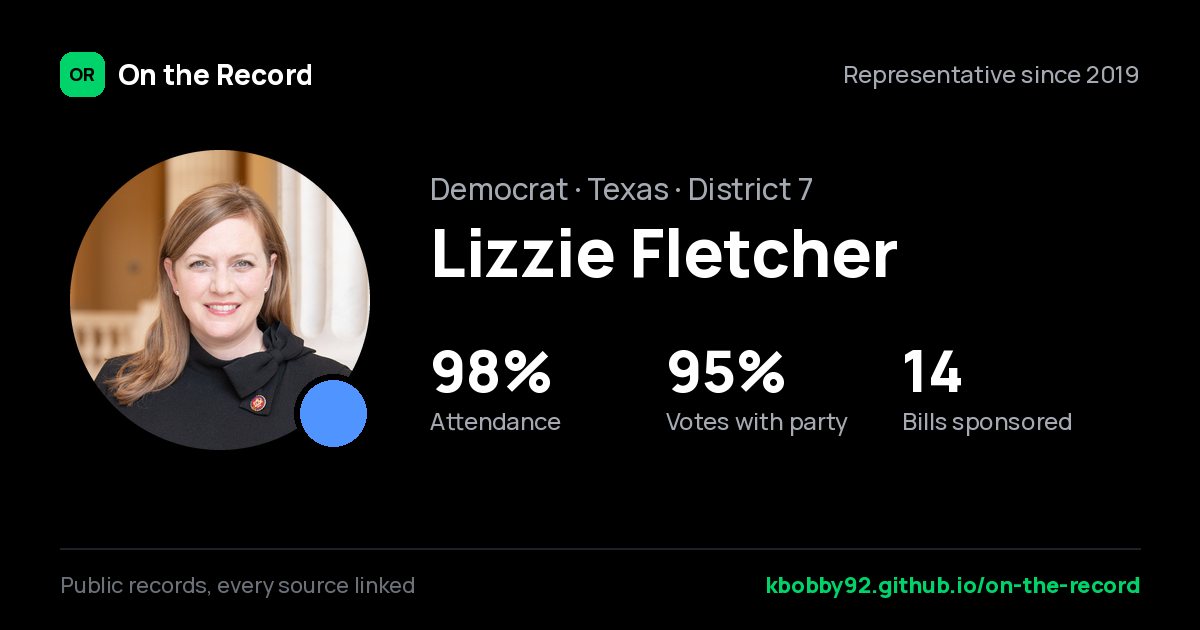 OR On the Record
Representative since 2019
Democrat · Texas · District 7
Lizzie Fletcher
98% 95% 14
Attendance Votes with party Bills sponsored
Public records, every source linked
kbobby92.github.io/on-the-record